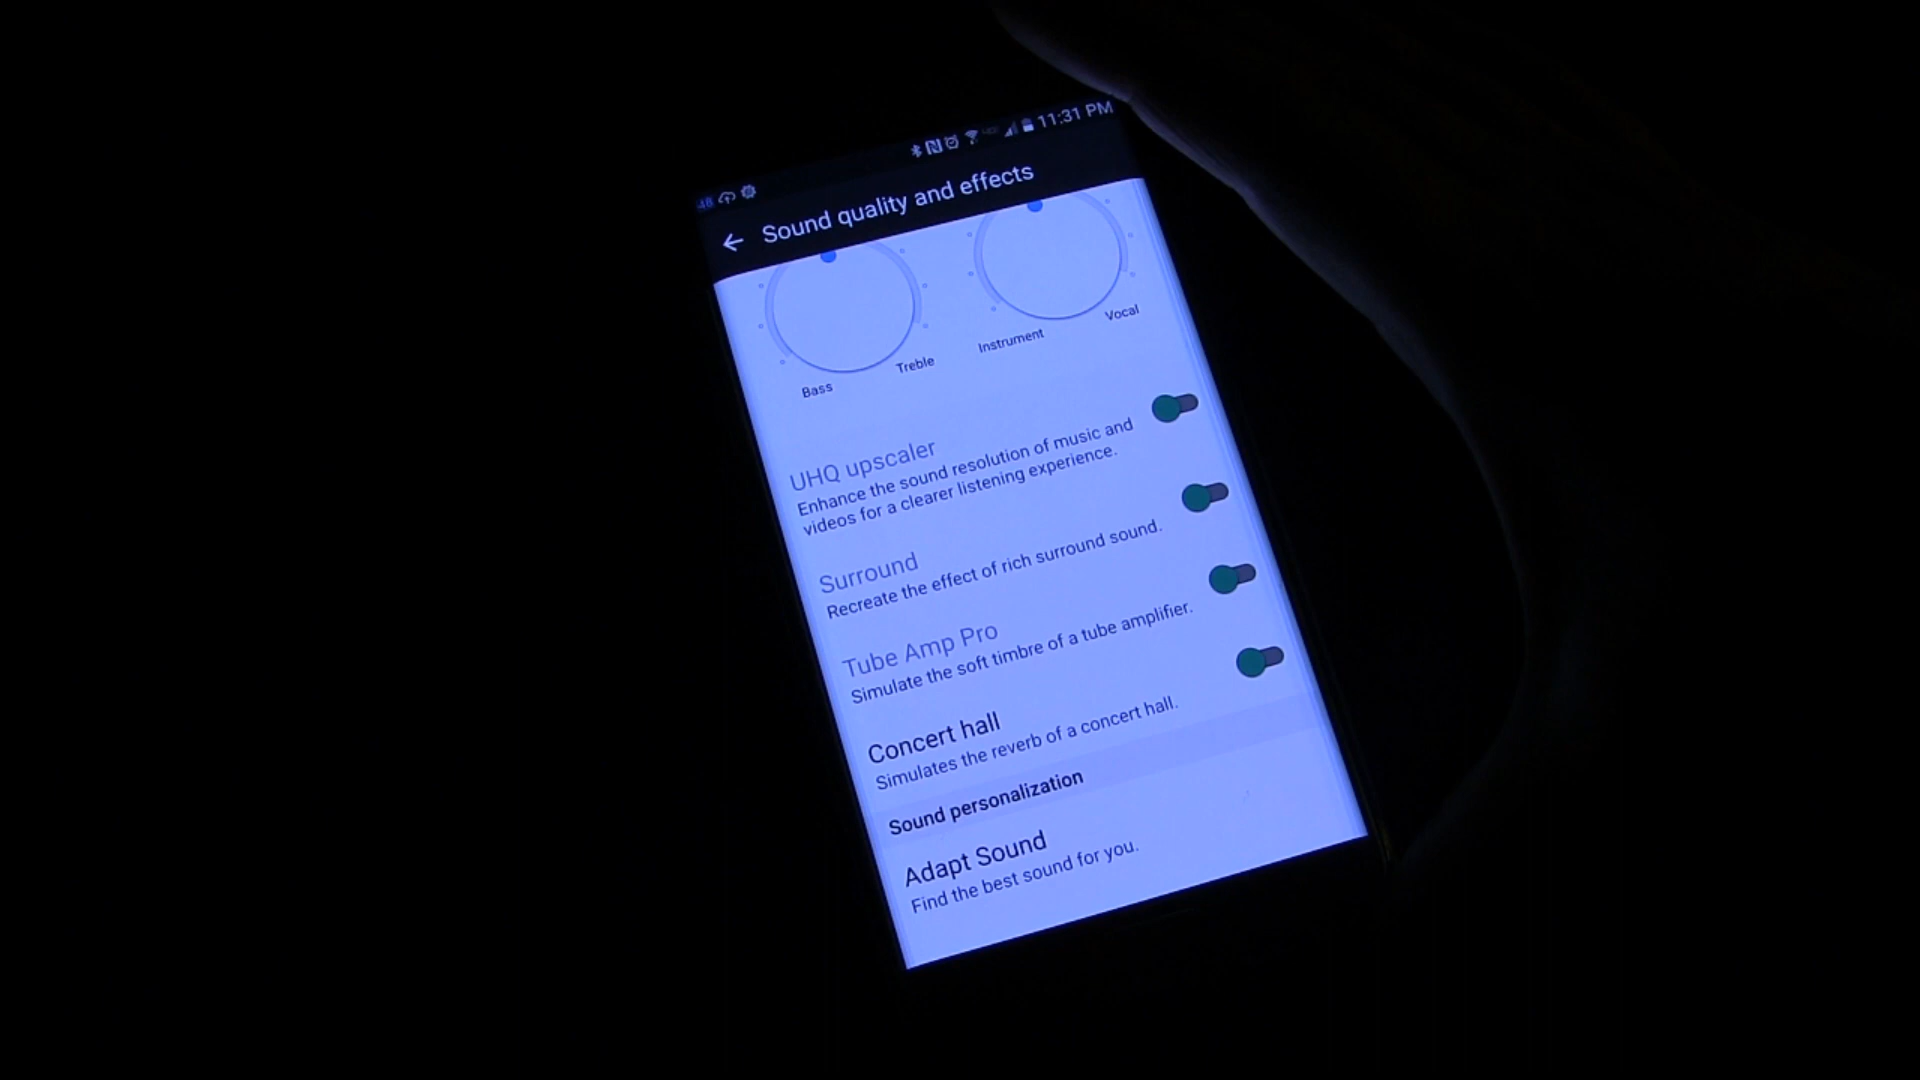 48 11:31 PM
Sound quality and effects
Bass Treble Instrument Vocal
UHQ upscaler
Enhance the sound resolution of music and
videos for a clearer listening experience.
Surround
Recreate the effect of rich surround sound.
Tube Amp Pro
Simulate the soft timbre of a tube amplifier.
Concert hall
Simulates the reverb of a concert hall.
Sound personalization
Adapt Sound
Find the best sound for you.